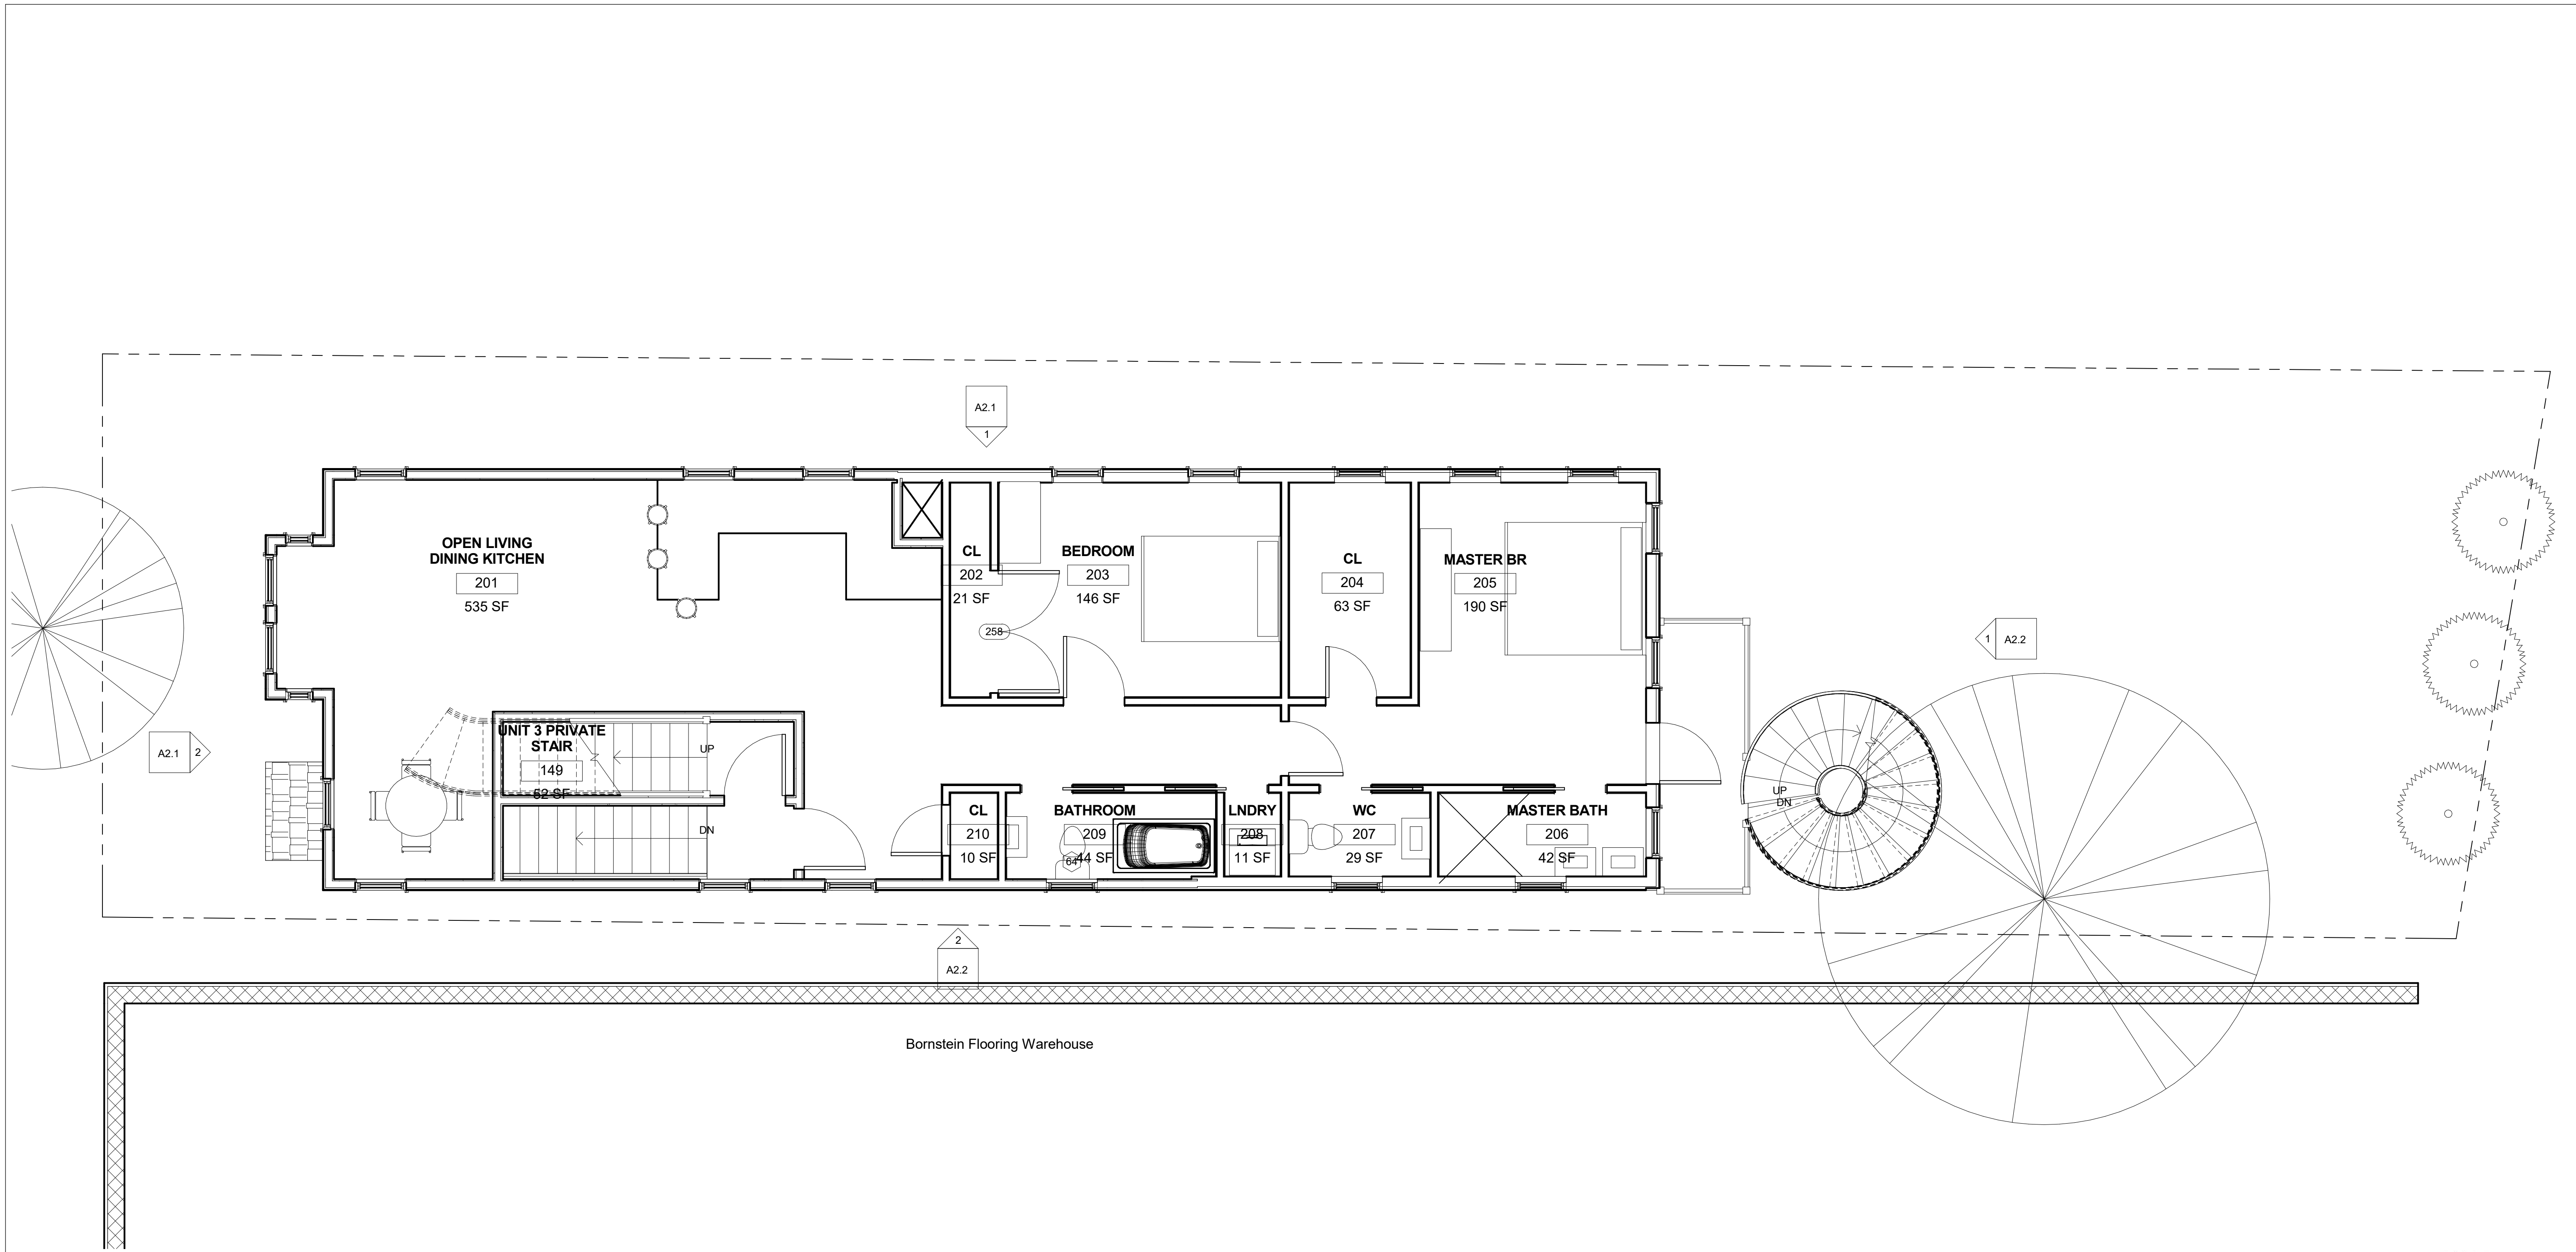 A2.1
1
OPEN LIVING
DINING KITCHEN
201
535 SF
CL
202
21 SF
BEDROOM
203
146 SF
258
CL
204
63 SF
MASTER BR
205
190 SF
1
A2.2
A2.1
2
UNIT 3 PRIVATE
STAIR
149
52 SF
UP
DN
CL
210
10 SF
BATHROOM
209
44 SF
64
LNDRY
208
11 SF
WC
207
29 SF
MASTER BATH
206
42 SF
UP
DN
2
A2.2
Bornstein Flooring Warehouse